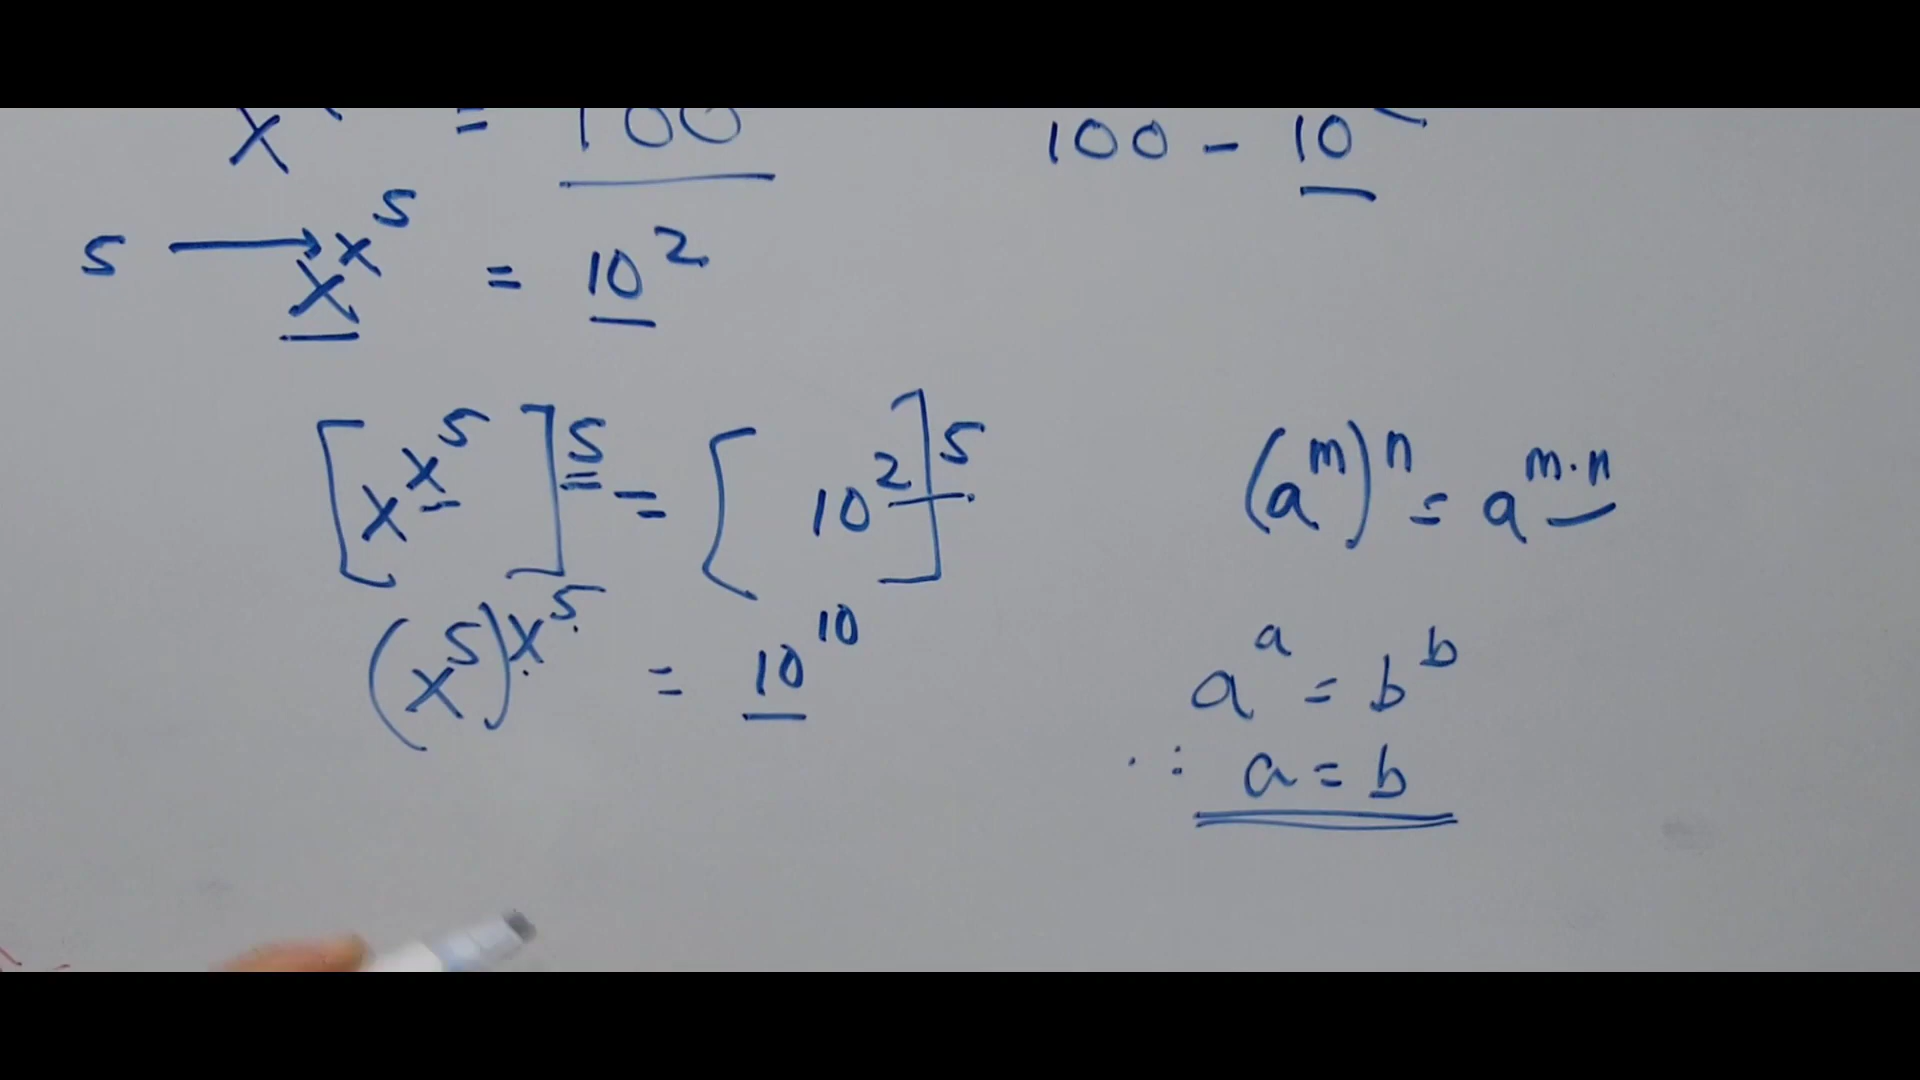 x = 100
100 - 10
5 → x^x^5 = 10^2
[x^x^5]^5 = [10^2]^5
(a^m)^n = a^m·n
(x^5)^x^5 = 10^10
a^a = b^b
∴ a = b